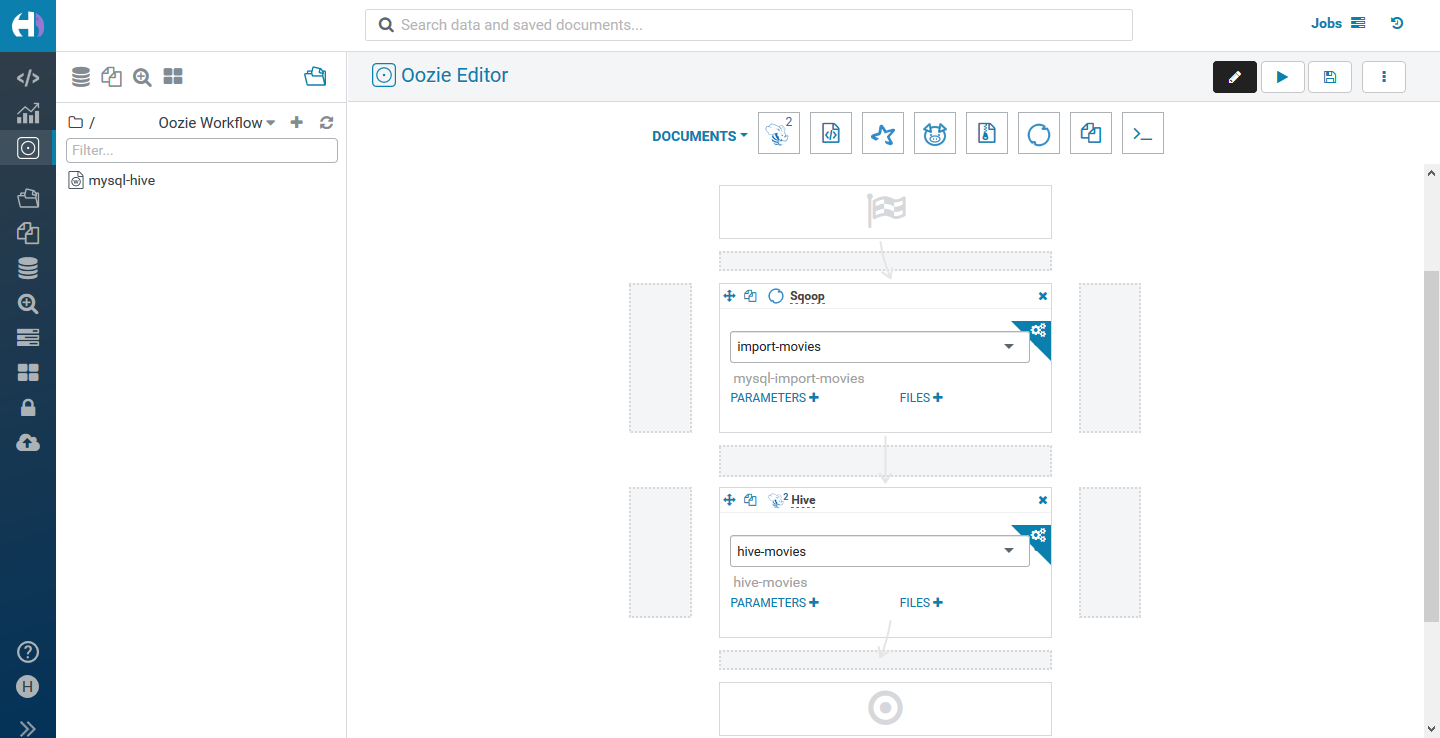 Search data and saved documents...
Jobs
Oozie Editor
/ Oozie Workflow
Filter...
mysql-hive
DOCUMENTS
2
Sqoop
import-movies
mysql-import-movies
PARAMETERS FILES
2 Hive
hive-movies
hive-movies
PARAMETERS FILES
H